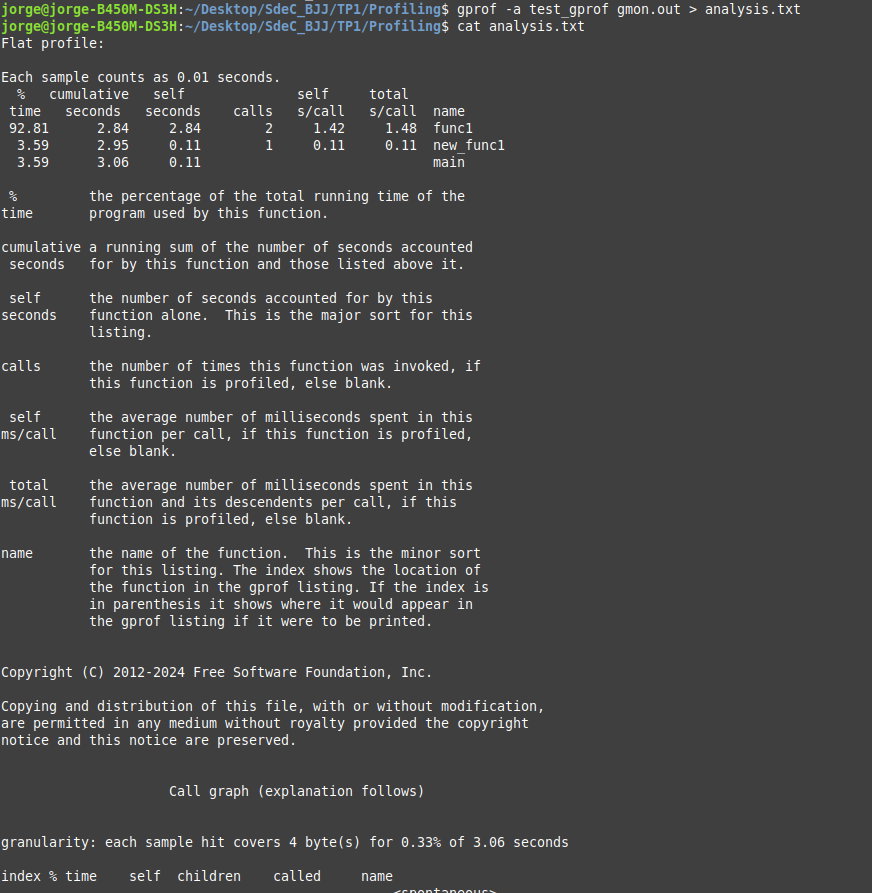 jorge@jorge-B450M-DS3H:~/Desktop/SdeC_BJJ/TP1/Profiling$ gprof -a test_gprof gmon.out > analysis.txt
jorge@jorge-B450M-DS3H:~/Desktop/SdeC_BJJ/TP1/Profiling$ cat analysis.txt
Flat profile:

Each sample counts as 0.01 seconds.
  %   cumulative   self              self     total
 time   seconds   seconds    calls   s/call   s/call  name
 92.81      2.84     2.84        2     1.42     1.48  func1
  3.59      2.95     0.11        1     0.11     0.11  new_func1
  3.59      3.06     0.11                             main

 %         the percentage of the total running time of the
time       program used by this function.

cumulative a running sum of the number of seconds accounted
 seconds   for by this function and those listed above it.

 self      the number of seconds accounted for by this
seconds    function alone.  This is the major sort for this
           listing.

calls      the number of times this function was invoked, if
           this function is profiled, else blank.

 self      the average number of milliseconds spent in this
ms/call    function per call, if this function is profiled,
           else blank.

 total     the average number of milliseconds spent in this
ms/call    function and its descendents per call, if this
           function is profiled, else blank.

name       the name of the function.  This is the minor sort
           for this listing. The index shows the location of
           the function in the gprof listing. If the index is
           in parenthesis it shows where it would appear in
           the gprof listing if it were to be printed.

Copyright (C) 2012-2024 Free Software Foundation, Inc.

Copying and distribution of this file, with or without modification,
are permitted in any medium without royalty provided the copyright
notice and this notice are preserved.

                     Call graph (explanation follows)

granularity: each sample hit covers 4 byte(s) for 0.33% of 3.06 seconds

index % time    self  children    called     name
                                                 <spontaneous>